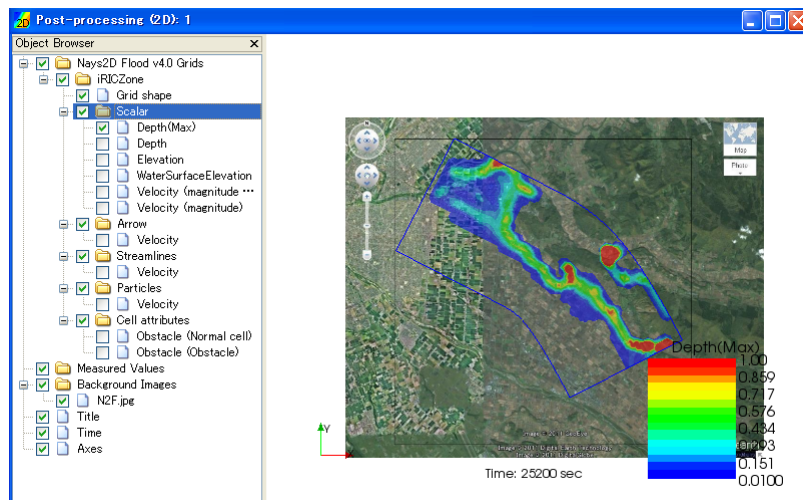 2D Post-processing (2D): 1
Object Browser
Nays2D Flood v4.0 Grids
iRICZone
Grid shape
Scalar
Depth(Max)
Depth
Elevation
WaterSurfaceElevation
Velocity (magnitude ···
Velocity (magnitude)
Arrow
Velocity
Streamlines
Velocity
Particles
Velocity
Cell attributes
Obstacle (Normal cell)
Obstacle (Obstacle)
Measured Values
Background Images
N2F.jpg
Title
Time
Axes
Map
Photo
Depth(Max)
1.00
0.859
0.717
0.576
0.434
0.293
0.151
0.0100
Y
X
Time: 25200 sec